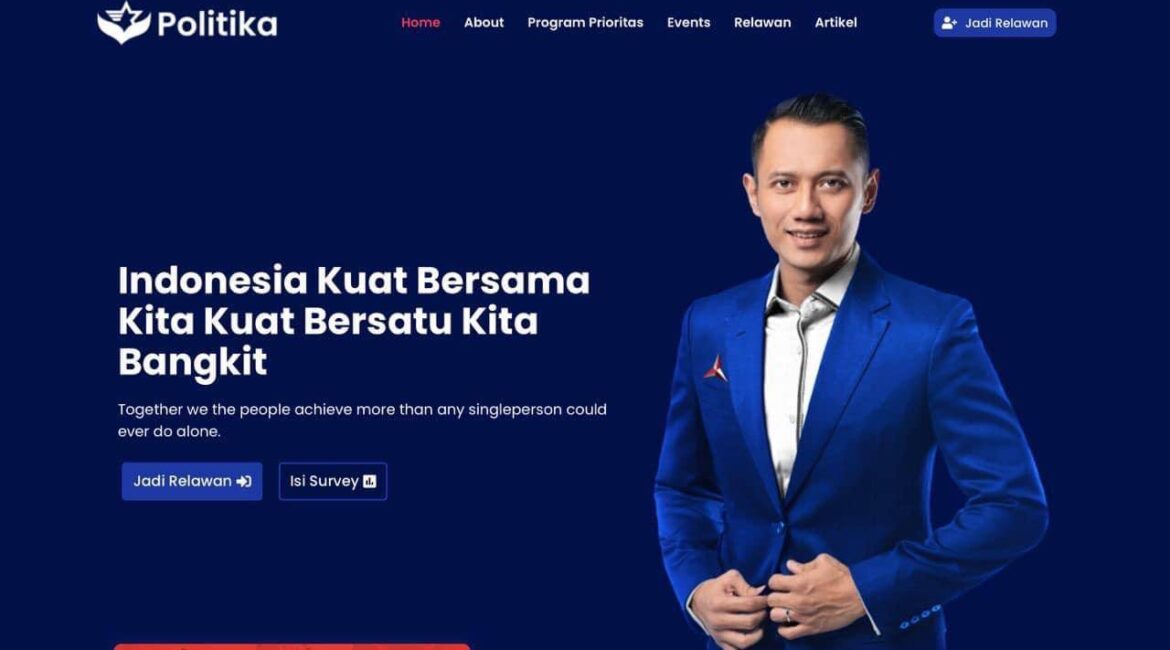 Politika
Home About Program Prioritas Events Relawan Artikel
Jadi Relawan
Indonesia Kuat Bersama
Kita Kuat Bersatu Kita
Bangkit
Together we the people achieve more than any singleperson could
ever do alone.
Jadi Relawan
Isi Survey